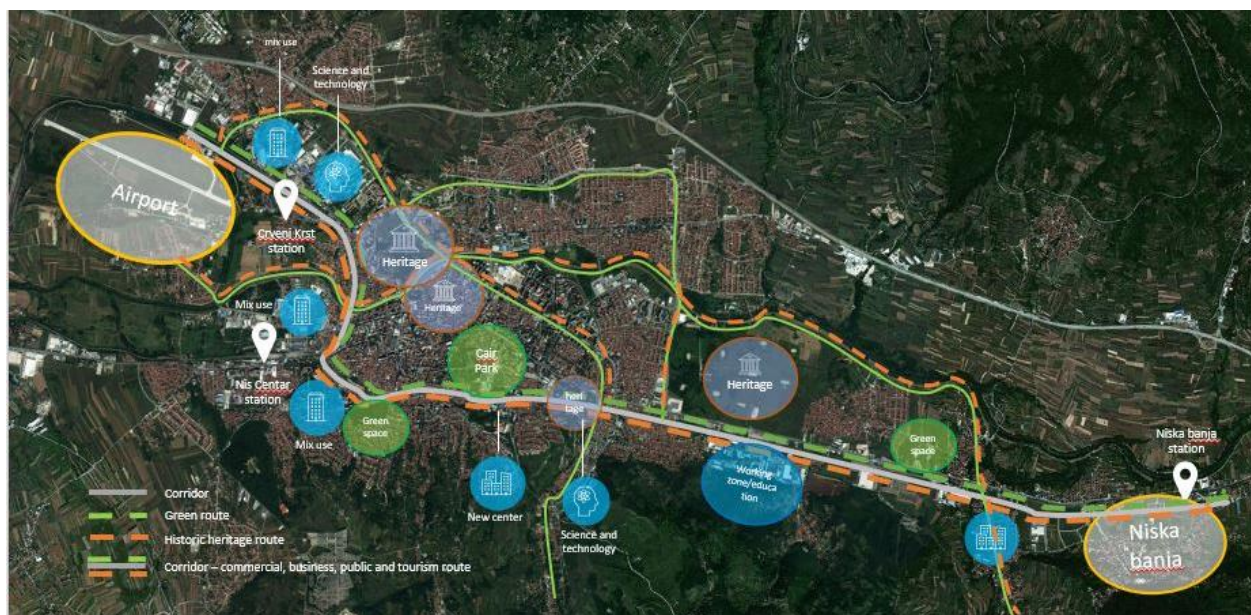 mix use
Science and
technology
Airport
Crveni Krst
station
Heritage
Heritage
Mix use
Nis Centar
station
Cair
Park
Heritage
heri
tage
Mix use
Green
space
Green
space
Niska banja
station
Working
zone/educa
tion
New center
Science and
technology
Niska
banja
Corridor
Green route
Historic heritage route
Corridor – commercial, business, public and tourism route